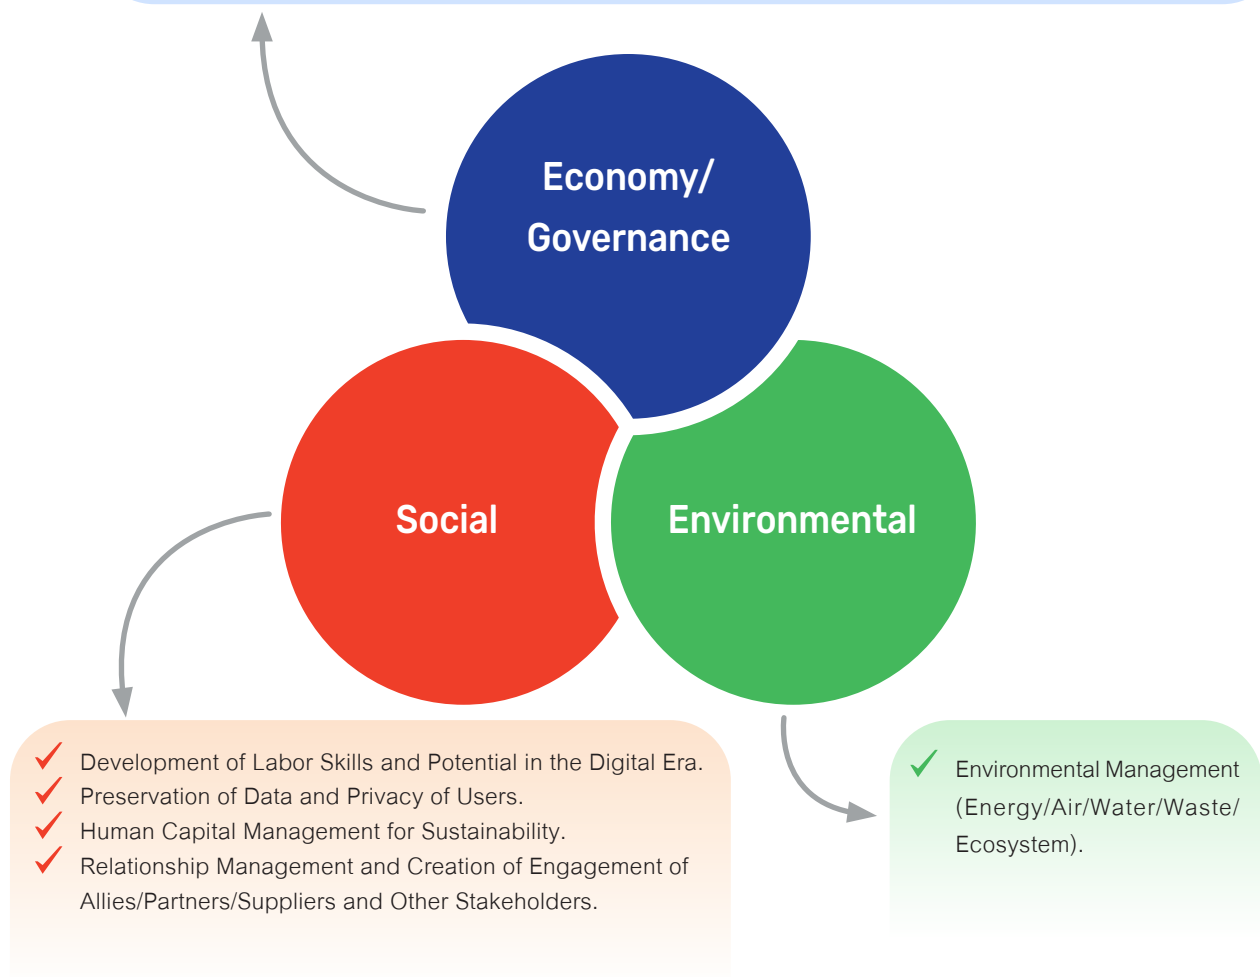 Economy/
Governance
Social
Environmental
Development of Labor Skills and Potential in the Digital Era.
Preservation of Data and Privacy of Users.
Human Capital Management for Sustainability.
Relationship Management and Creation of Engagement of
Allies/Partners/Suppliers and Other Stakeholders.
Environmental Management
(Energy/Air/Water/Waste/
Ecosystem).